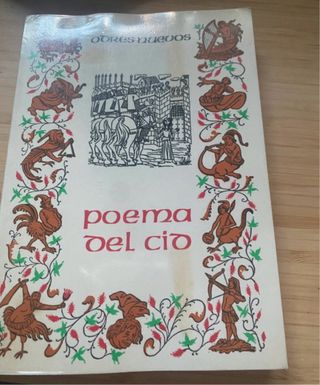 odres nuevos
poema
del cid